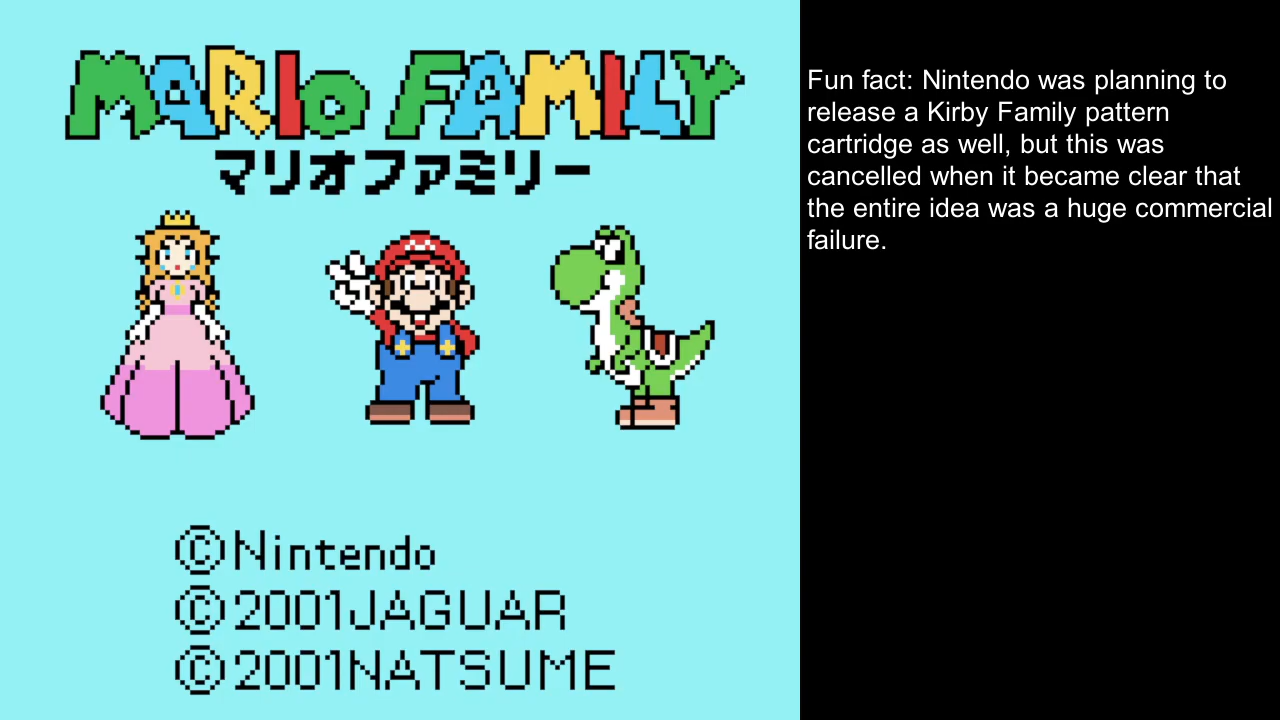 MARIO FAMILY
マリオファミリー
©Nintendo
©2001JAGUAR
©2001NATSUME
Fun fact: Nintendo was planning to
release a Kirby Family pattern
cartridge as well, but this was
cancelled when it became clear that
the entire idea was a huge commercial
failure.